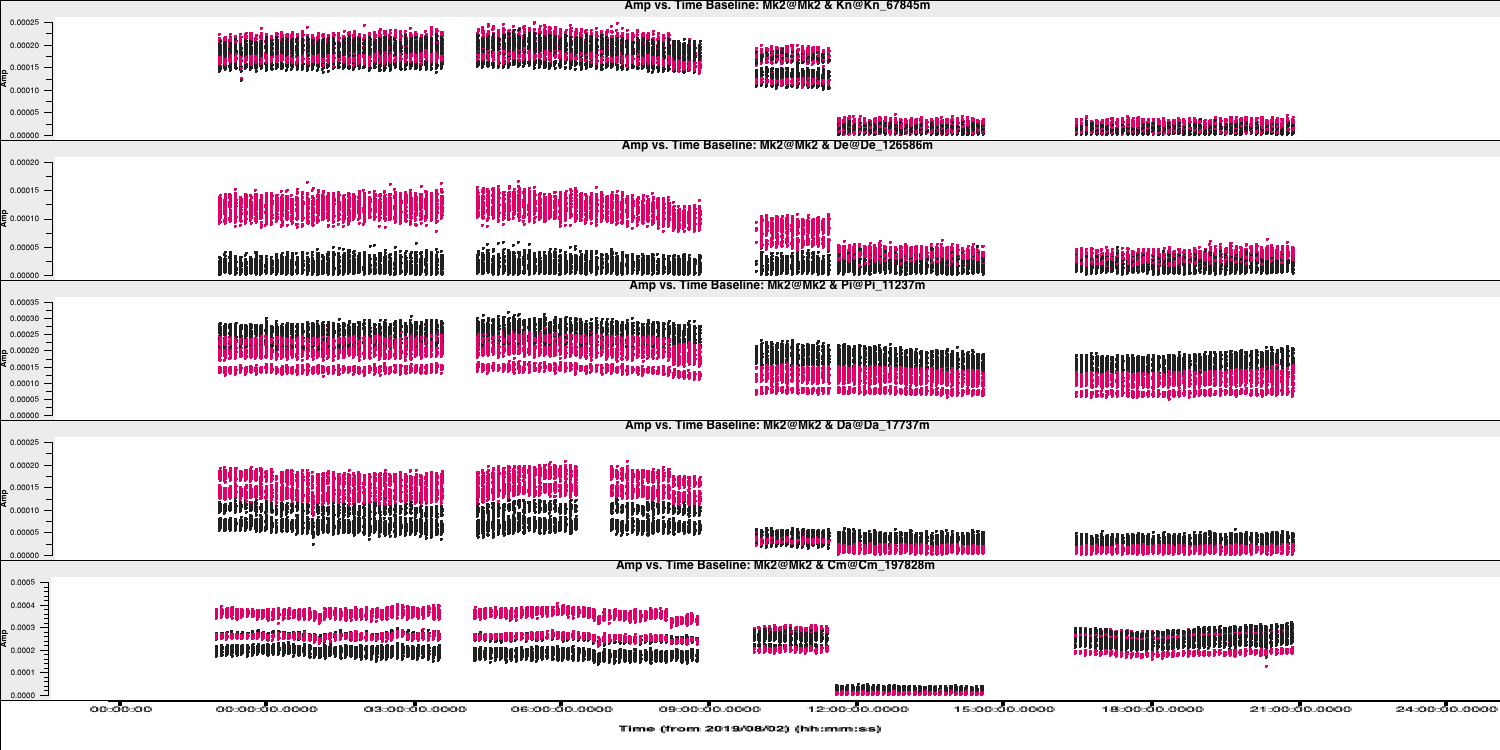 Amp vs. Time Baseline: Mk2@Mk2 & Kn@Kn_67845m
0.00025
0.00020
0.00015
0.00010
0.00005
0.00000
Amp
Amp vs. Time Baseline: Mk2@Mk2 & De@De_126586m
0.00020
0.00015
0.00010
0.00005
0.00000
Amp
Amp vs. Time Baseline: Mk2@Mk2 & Pi@Pi_11237m
0.00035
0.00030
0.00025
0.00020
0.00015
0.00010
0.00005
0.00000
Amp
Amp vs. Time Baseline: Mk2@Mk2 & Da@Da_17737m
0.00025
0.00020
0.00015
0.00010
0.00005
0.00000
Amp
Amp vs. Time Baseline: Mk2@Mk2 & Cm@Cm_197828m
0.0005
0.0004
0.0003
0.0002
0.0001
0.0000
Amp
00:00:00 00:00:00.0000 03:00:00.0000 06:00:00.0000 09:00:00.0000 12:00:00.0000 15:00:00.0000 18:00:00.0000 21:00:00.0000 24:00:00.0000
Time (from 2019/08/02) (hh:mm:ss)